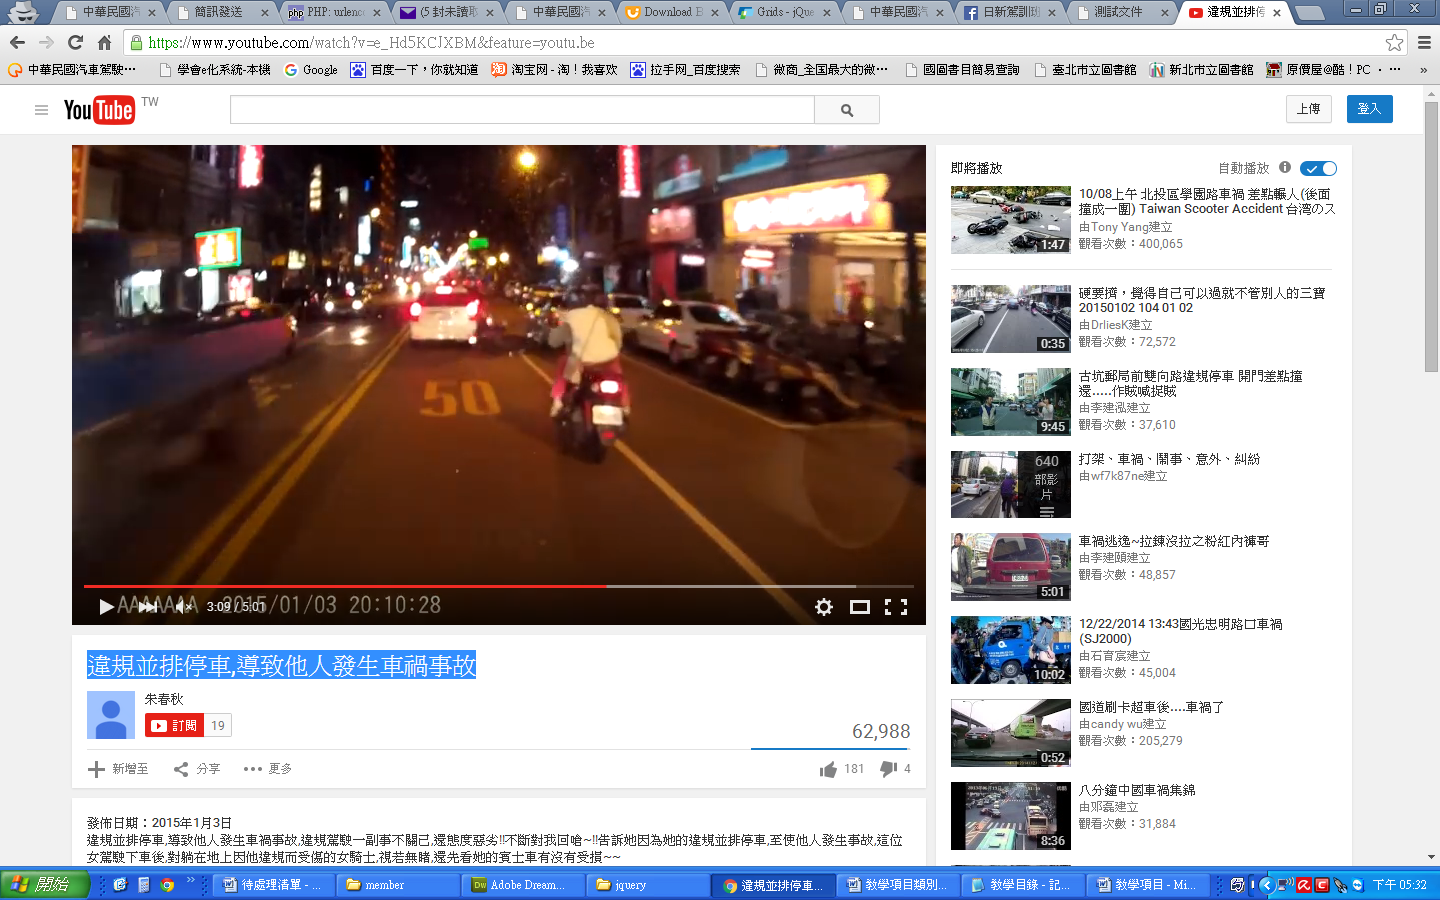 中華民國汽
簡訊發送
PHP: urlenc
(5 封未讀取
中華民國汽
Download
Grids - jQue
中華民國汽
日新駕訓班
測試文件
違規並排停
https://www.youtube.com/watch?v=e_Hd5KCJXBM&feature=youtu.be
中華民國汽車駕駛…
學會e化系統-本機
Google
百度一下，你就知道
淘宝网 - 淘！我喜欢
拉手网_百度搜索
微商_全国最大的微…
國圖書目簡易查詢
臺北市立圖書館
新北市立圖書館
原價屋@酷！PC ‧ …
»
YouTube TW
上傳
登入
50
AAAAAAA 2015/01/03 20:10:28
3:09 / 5:01
違規並排停車,導致他人發生車禍事故
朱春秋
訂閱 19
62,988
新增至 分享 更多
181 4
發佈日期：2015年1月3日
違規並排停車,導致他人發生車禍事故,違規駕駛一副事不關己,還態度惡劣!!不斷對我回嗆~!!告訴她因為她的違規並排停車,至使他人發生事故,這位
女駕駛下車後,對躺在地上因他違規而受傷的女騎士,視若無睹,還先看她的賓士車有沒有受損~~
即將播放
自動播放
10/08上午 北投區學園路車禍 差點輾人(後面
撞成一團) Taiwan Scooter Accident 台湾のス
由Tony Yang建立
觀看次數：400,065
1:47
硬要擠，覺得自己可以過就不管別人的三寶
20150102 104 01 02
由DrliesK建立
觀看次數：72,572
0:35
古坑郵局前雙向路違規停車 開門差點撞
還.....作賊喊捉賊
由李建泓建立
觀看次數：37,610
9:45
打架、車禍、鬧事、意外、糾紛
由wf7k87ne建立
640
部影
片
車禍逃逸~拉鍊沒拉之粉紅內褲哥
由李建頤建立
觀看次數：48,857
5:01
12/22/2014 13:43國光忠明路口車禍
(SJ2000)
由石育宸建立
觀看次數：45,004
10:02
國道刷卡超車後....車禍了
由candy wu建立
觀看次數：205,279
0:52
八分鐘中國車禍集錦
由邓磊建立
觀看次數：31,884
8:36
開始
»
待處理清單 - ...
member
Adobe Dream...
jquery
違規並排停車...
教學項目類別...
教學目錄 - 記...
教學項目 - Mi...
下午 05:32